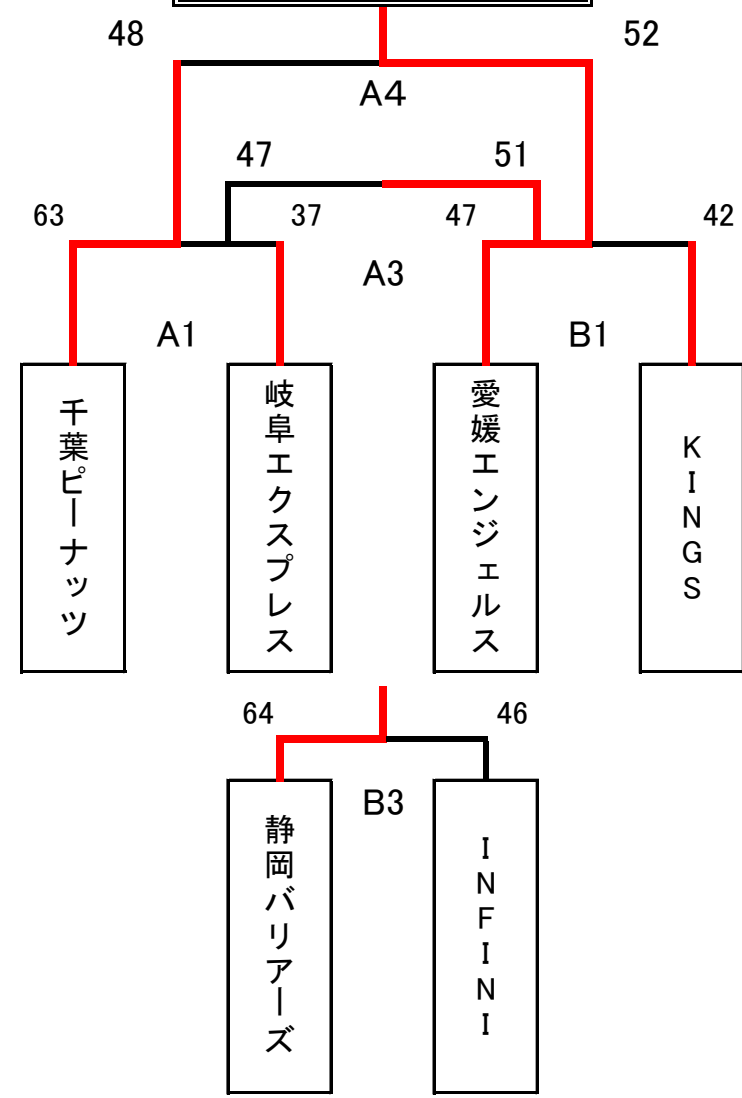 48
52
A4
47
51
63
37
47
42
A3
A1
B1
千葉ピーナッツ
岐阜エクスプレス
愛媛エンジェルス
KINGS
64
46
B3
静岡バリアーズ
INFINI